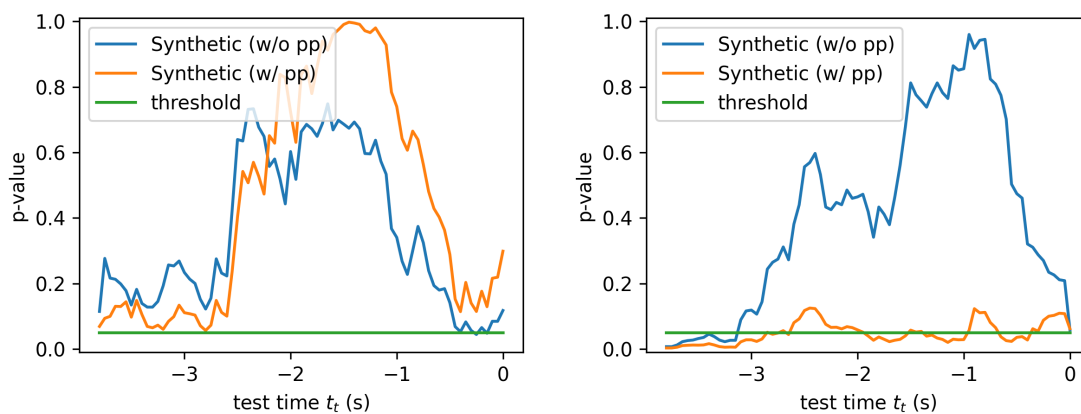 1.0
0.8
0.6
0.4
0.2
0.0
p-value
Synthetic (w/o pp)
Synthetic (w/ pp)
threshold
−3
−2
−1
0
test time t_t (s)
1.0
0.8
0.6
0.4
0.2
0.0
p-value
Synthetic (w/o pp)
Synthetic (w/ pp)
threshold
−3
−2
−1
0
test time t_t (s)